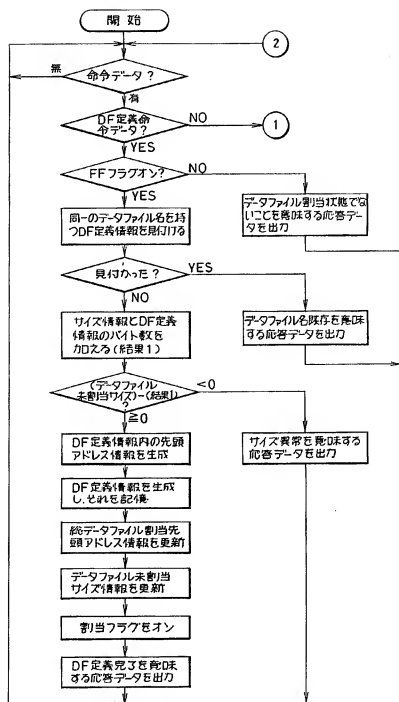 開始
2
無
命令データ?
有
DF定義命
令データ?
NO
1
YES
FFフラグオン?
NO
YES
データファイル割当状態でな
いことを意味する応答デー
タを出力
同一のデータファイル名を持
つDF定義情報を見付ける
見付かった?
YES
NO
サイズ情報とDF定義
情報のバイト数を
加える(結果1)
データファイル名既存を意味
する応答データを出力
(データファイル
未割当サイズ)-(結果1)
?
<0
≧0
DF定義情報内の先頭
アドレス情報を生成
サイズ異常を意味する
応答データを出力
DF定義情報を生成
し、それを記憶
総データファイル割当先
頭アドレス情報を更新
データファイル未割当
サイズ情報を更新
割当フラグをオン
DF定義完了を意味
する応答データを出力